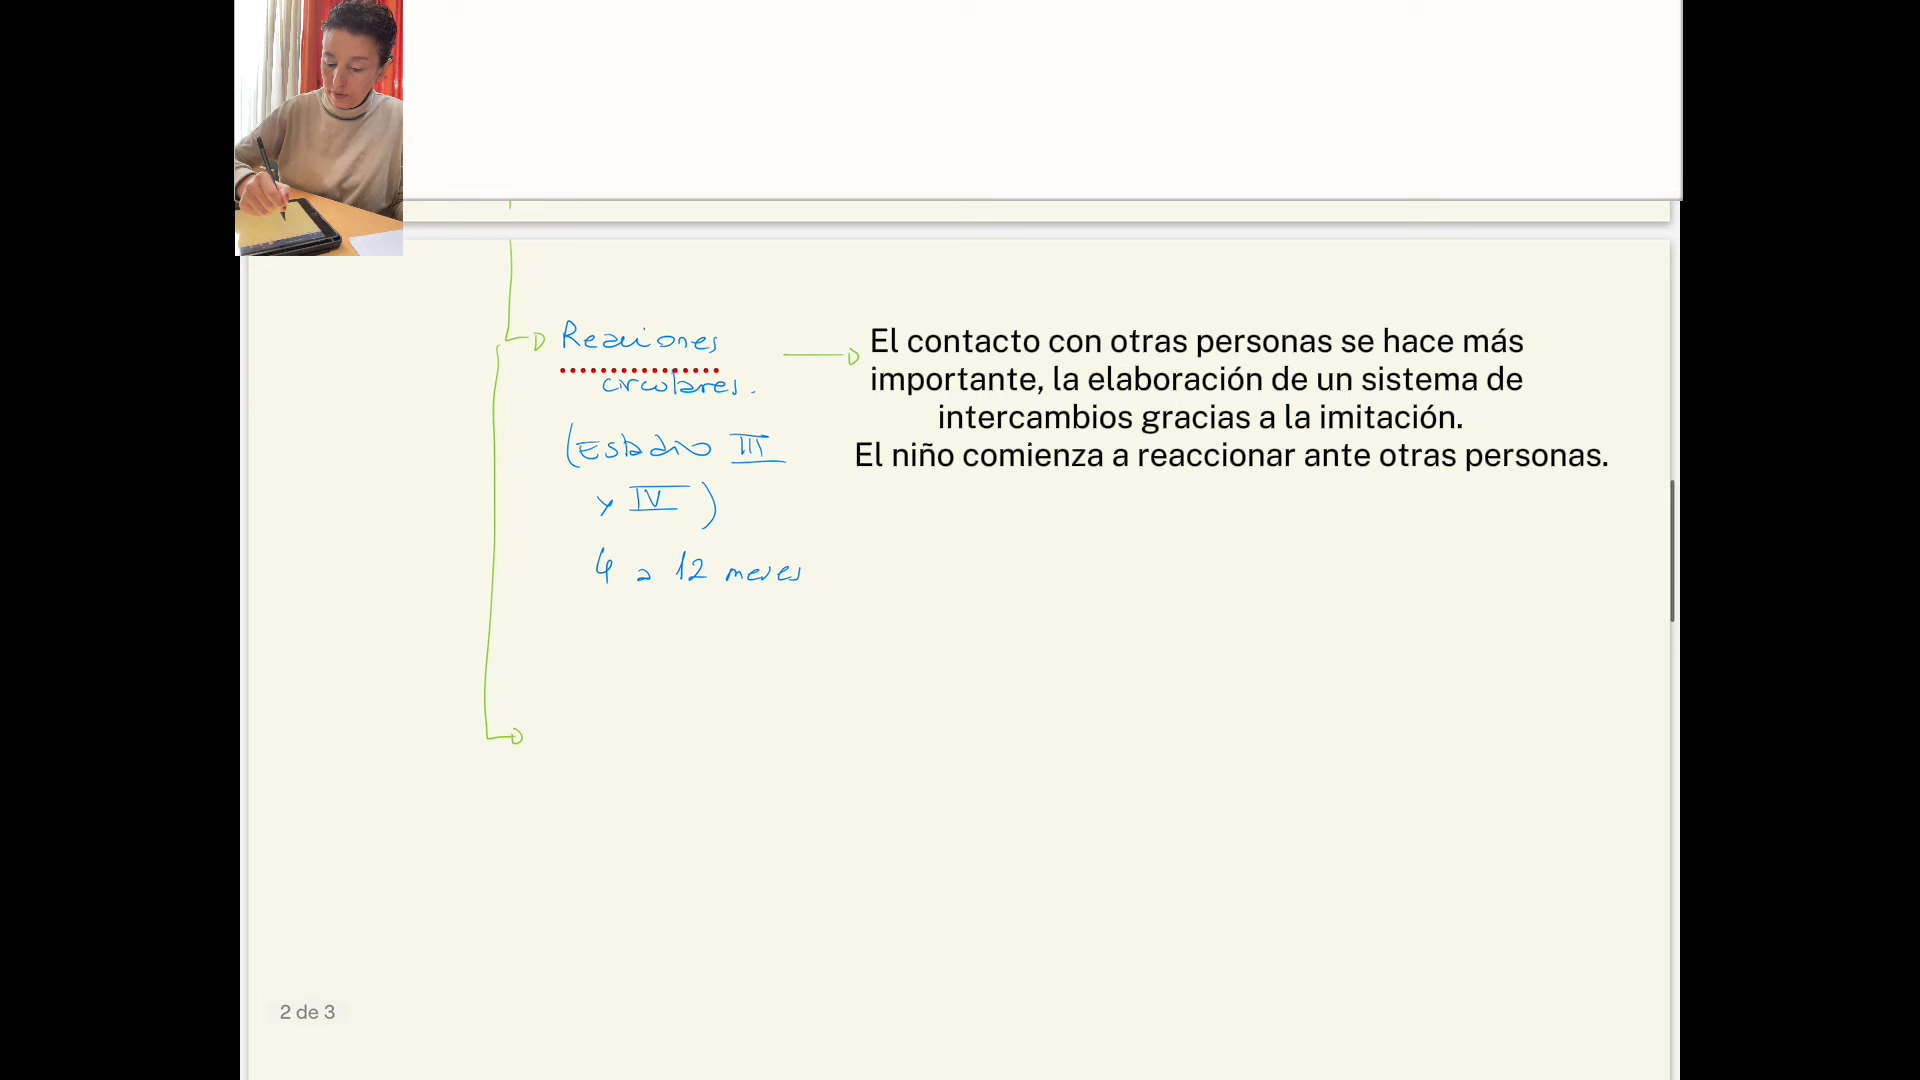 Reacciones
circulares.
(Estadio III
y IV)
4 a 12 meses
El contacto con otras personas se hace más
importante, la elaboración de un sistema de
intercambios gracias a la imitación.
El niño comienza a reaccionar ante otras personas.
2 de 3